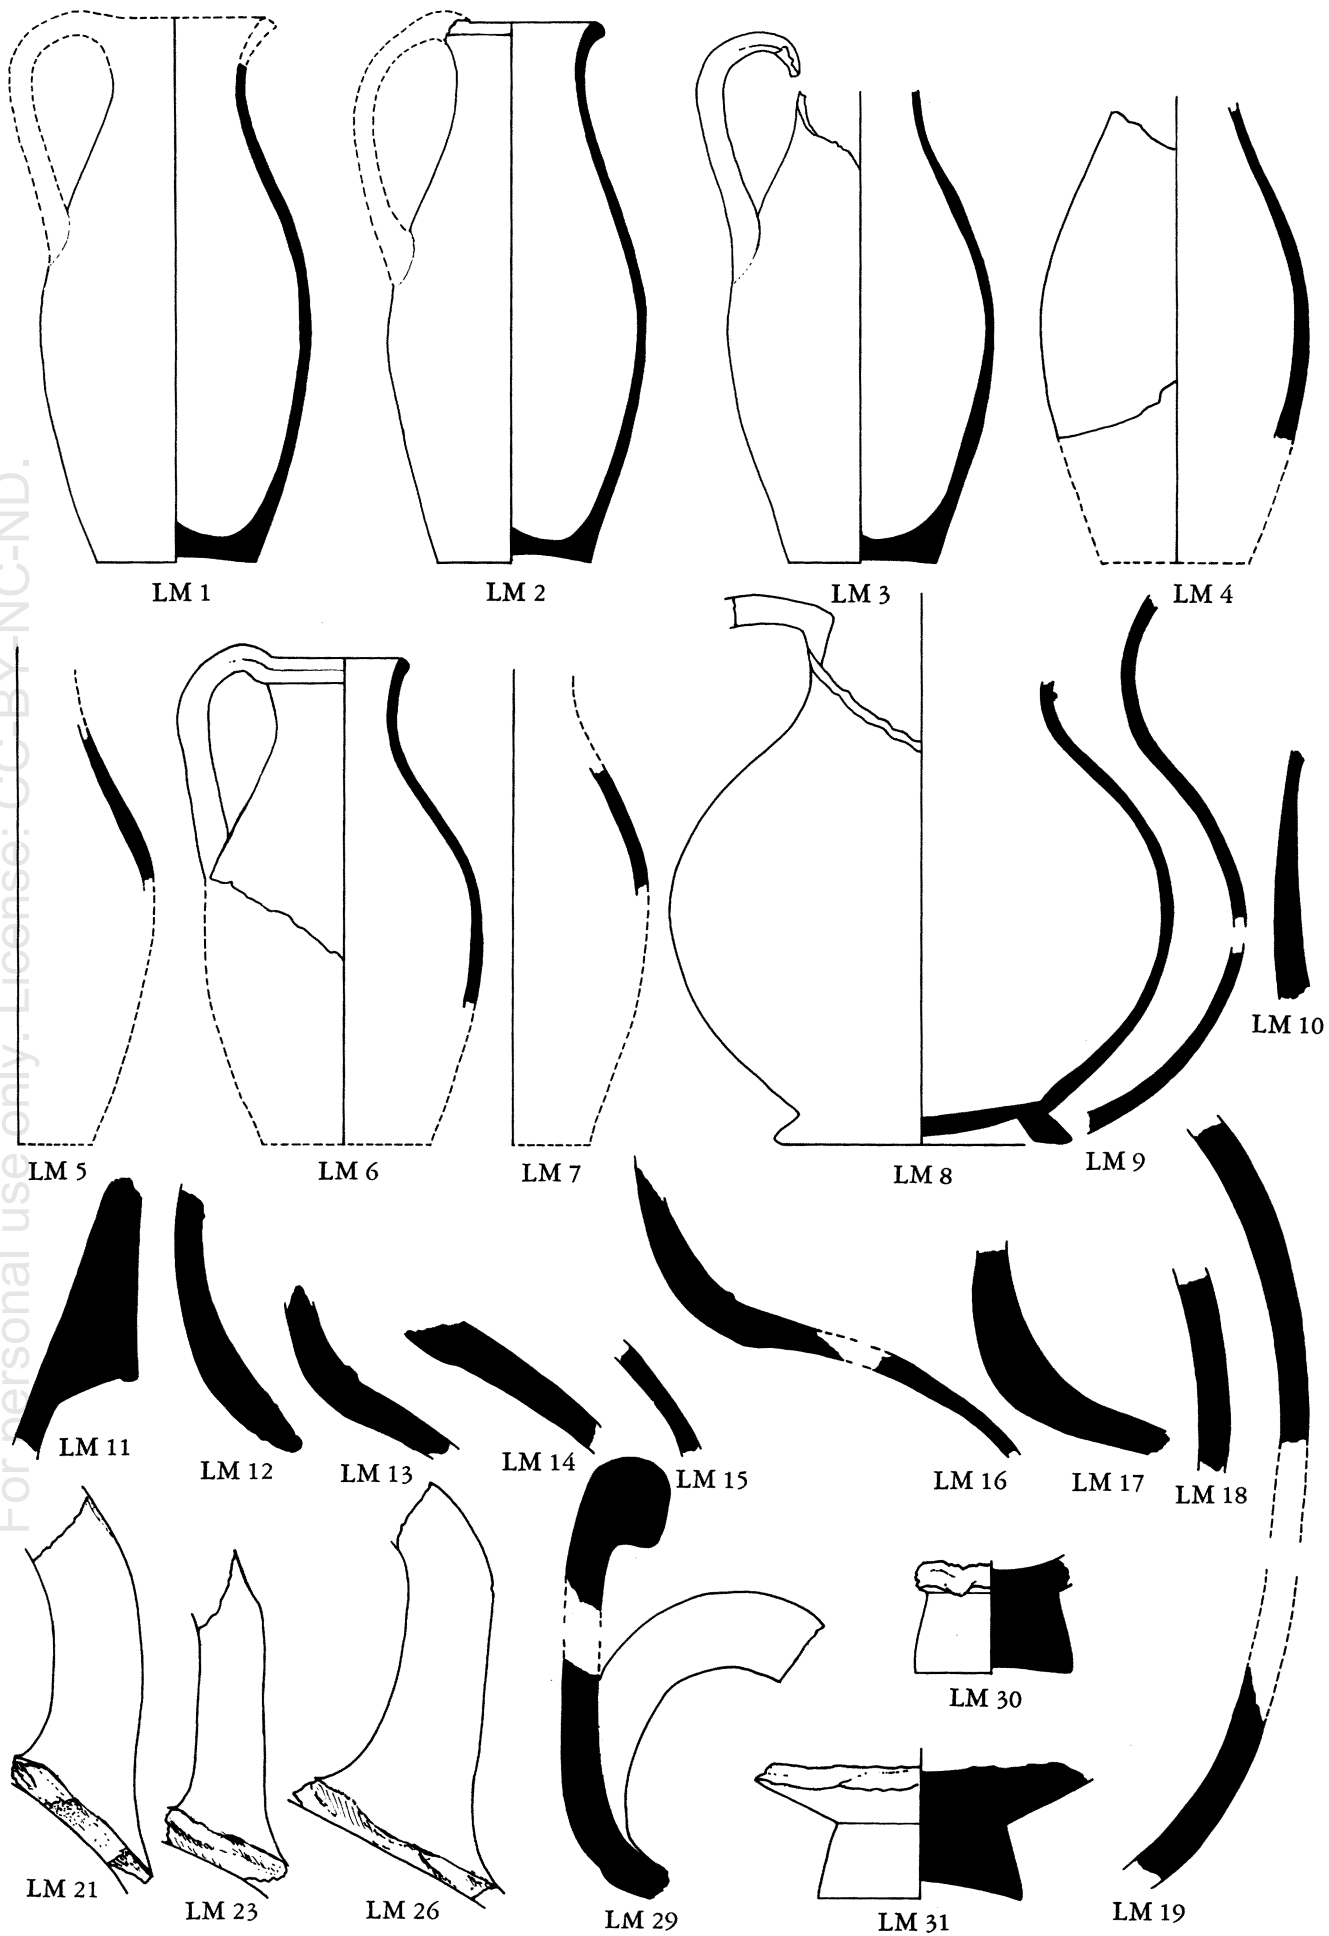 LM 1
LM 2
LM 3
LM 4
LM 5
LM 6
LM 7
LM 8
LM 9
LM 10
LM 11
LM 12
LM 13
LM 14
LM 15
LM 16
LM 17
LM 18
LM 21
LM 23
LM 26
LM 29
LM 30
LM 31
LM 19
For personal use only. License: CC-BY-NC-ND.